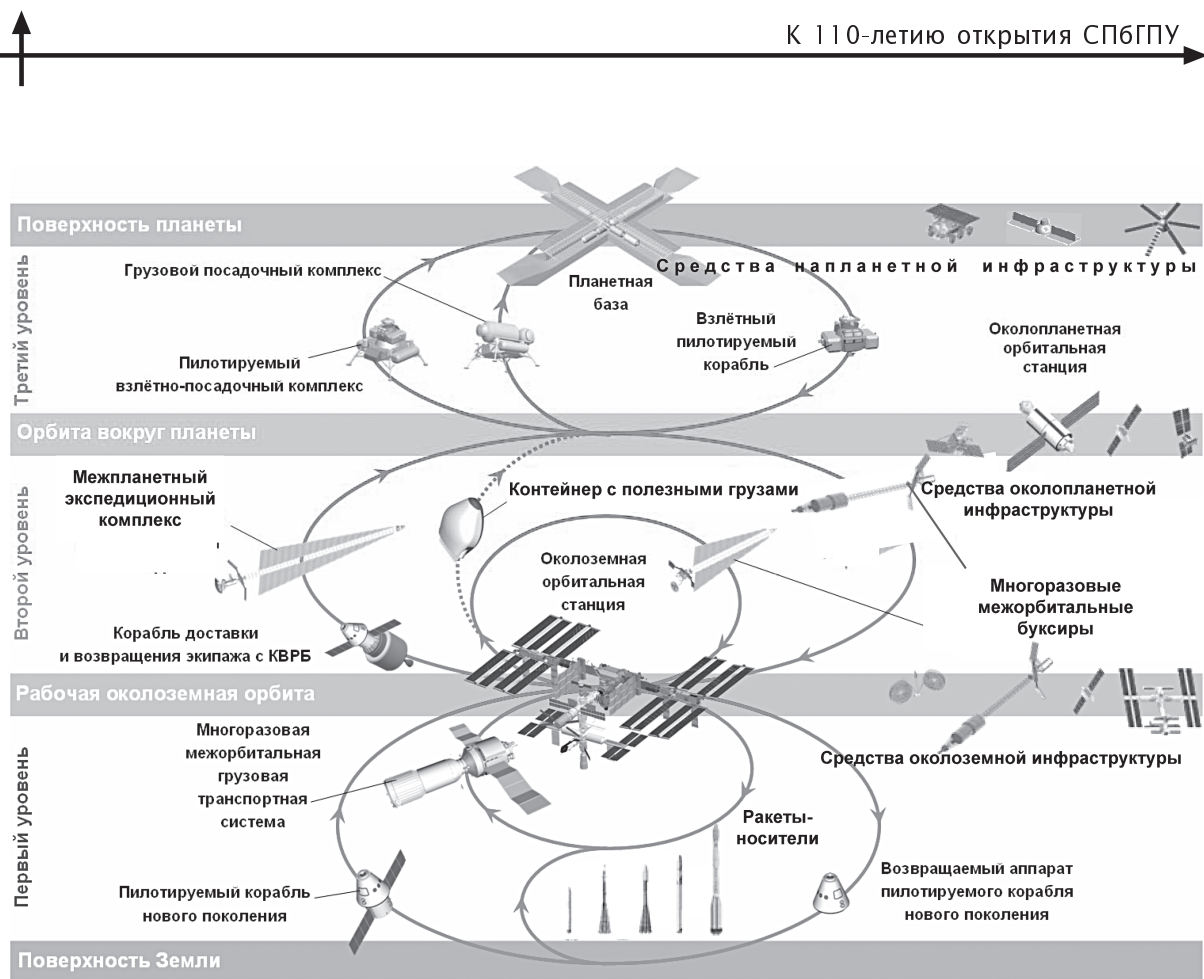 К 110-летию открытия СПбГПУ
Поверхность планеты
Средства напланетной инфраструктуры
Третий уровень
Грузовой посадочный комплекс
Планетная
база
Взлётный
пилотируемый
корабль
Околопланетная
орбитальная
станция
Пилотируемый
взлётно-посадочный комплекс
Орбита вокруг планеты
Второй уровень
Межпланетный
экспедиционный
комплекс
Контейнер с полезными грузами
Средства околопланетной
инфраструктуры
Околоземная
орбитальная
станция
Многоразовые
межорбитальные
буксиры
Корабль доставки
и возвращения экипажа с КВРБ
Рабочая околоземная орбита
Первый уровень
Многоразовая
межорбитальная
грузовая
транспортная
система
Средства околоземной инфраструктуры
Ракеты-
носители
Пилотируемый корабль
нового поколения
Возвращаемый аппарат
пилотируемого корабля
нового поколения
Поверхность Земли